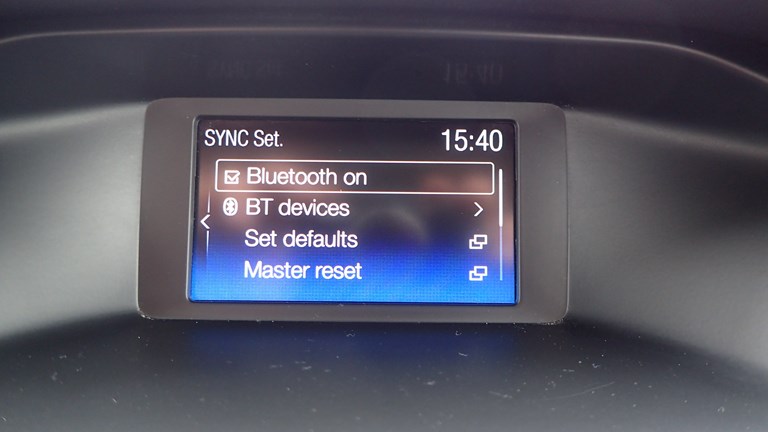 SYNC Set. 15:40
Bluetooth on
BT devices
Set defaults
Master reset